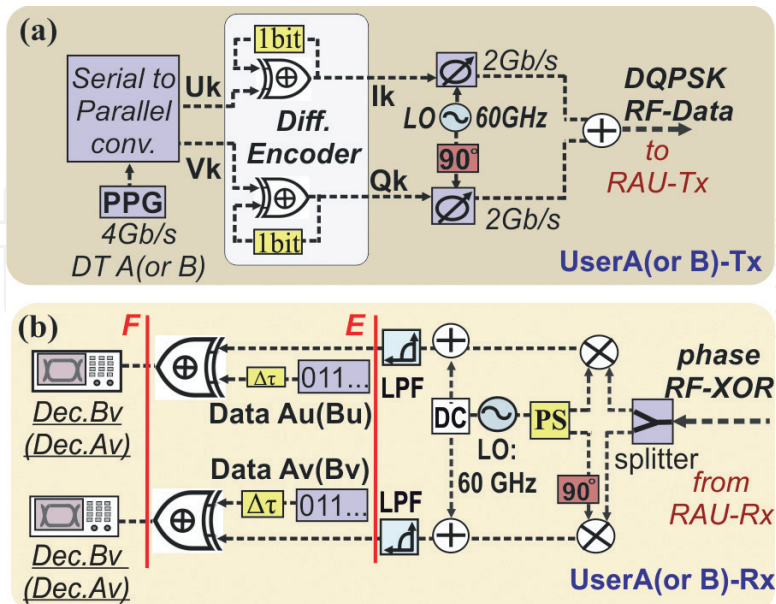 (a)
Serial to
Parallel
conv.
Uk
Vk
PPG
4Gb/s
DT A(or B)
1bit
⊕
Diff.
Encoder
⊕
1bit
Ik
Qk
Ø
2Gb/s
LO
60GHz
90°
Ø
2Gb/s
+
DQPSK
RF-Data
to
RAU-Tx
UserA(or B)-Tx
(b)
F
E
Dec.Bv
(Dec.Av)
⊕
Δτ
011...
Data Au(Bu)
LPF
+
DC
LO:
60 GHz
PS
×
phase
RF-XOR
splitter
from
RAU-Rx
Data Av(Bv)
Δτ
011...
⊕
LPF
+
90°
×
Dec.Bv
(Dec.Av)
UserA(or B)-Rx